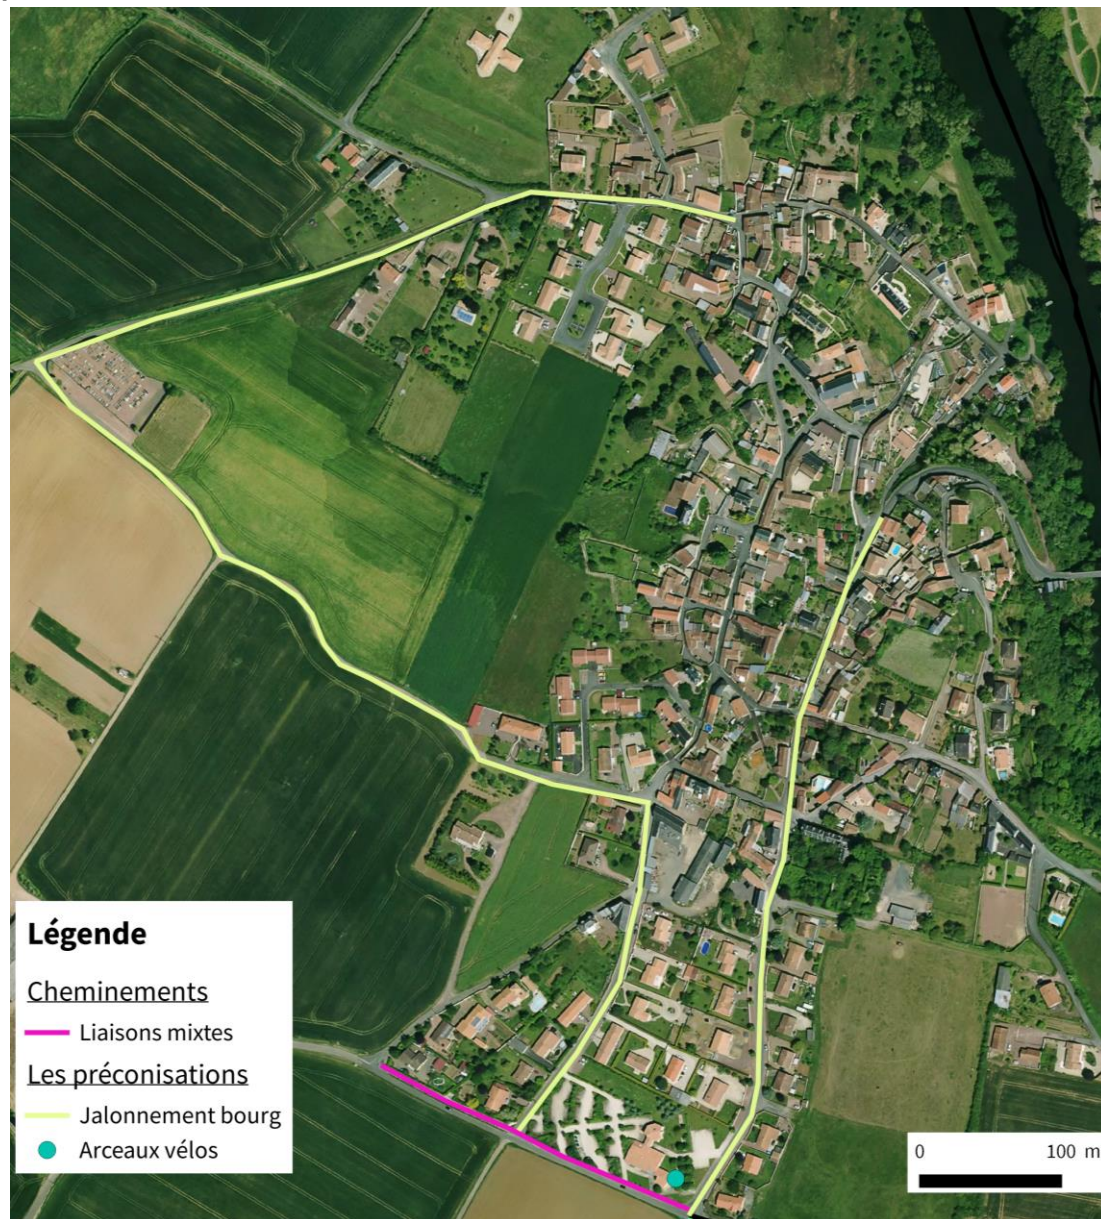 Légende
Cheminements
Liaisons mixtes
Les préconisations
Jalonnement bourg
Arceaux vélos
0 100 m